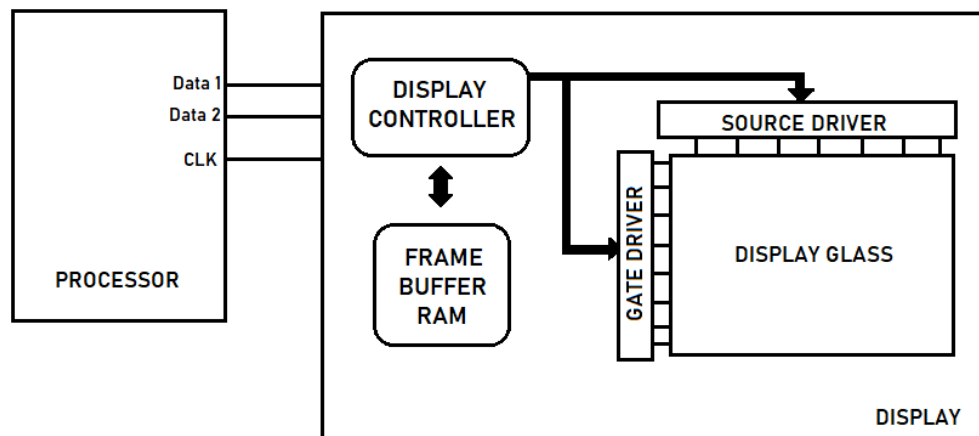 Data 1
Data 2
CLK
PROCESSOR
DISPLAY
CONTROLLER
FRAME
BUFFER
RAM
SOURCE DRIVER
GATE DRIVER
DISPLAY GLASS
DISPLAY